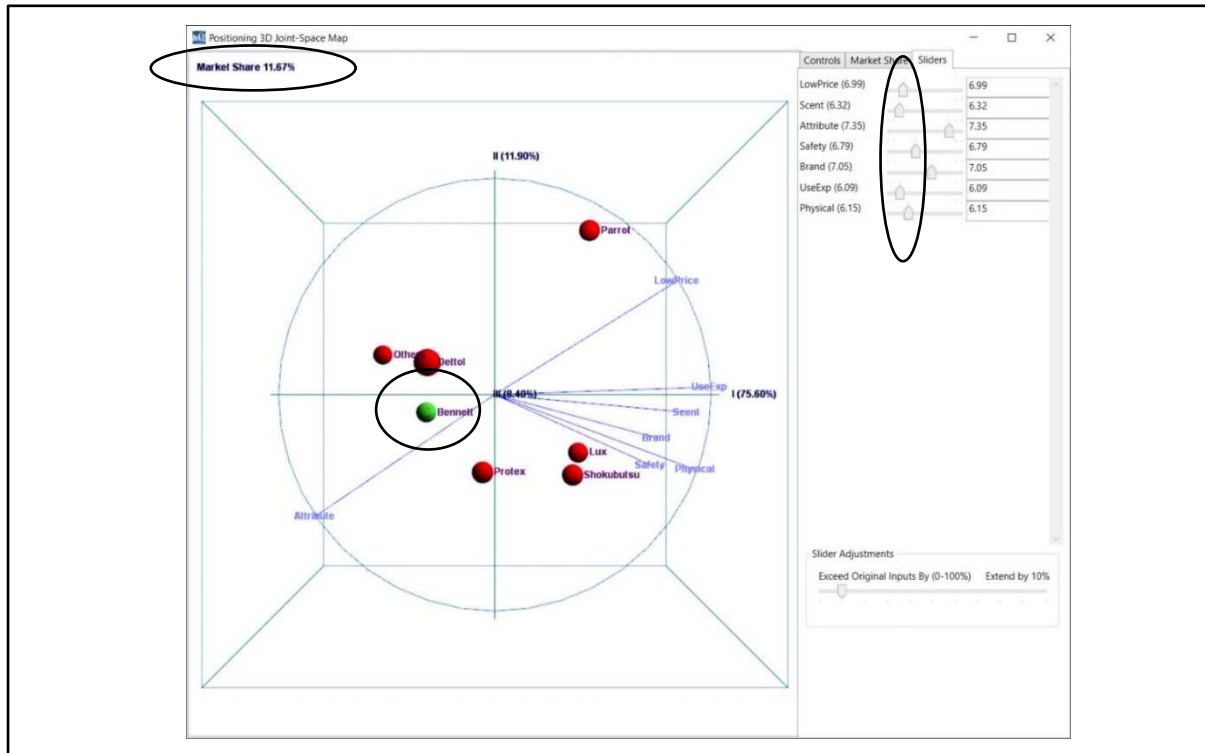 Positioning 3D Joint-Space Map
Market Share 11.67%
Controls
Market Share
Sliders
LowPrice (6.99)
6.99
Scent (6.32)
6.32
Attribute (7.35)
7.35
Safety (6.79)
6.79
Brand (7.05)
7.05
UseExp (6.09)
6.09
Physical (6.15)
6.15
II (11.90%)
Parrot
LowPrice
Others
Dettol
UseExp
III (8.40%)
I (75.60%)
Bennett
Scent
Brand
Lux
Safety
Physical
Protex
Shokubutsu
Attribute
Slider Adjustments
Exceed Original Inputs By (0-100%)
Extend by 10%